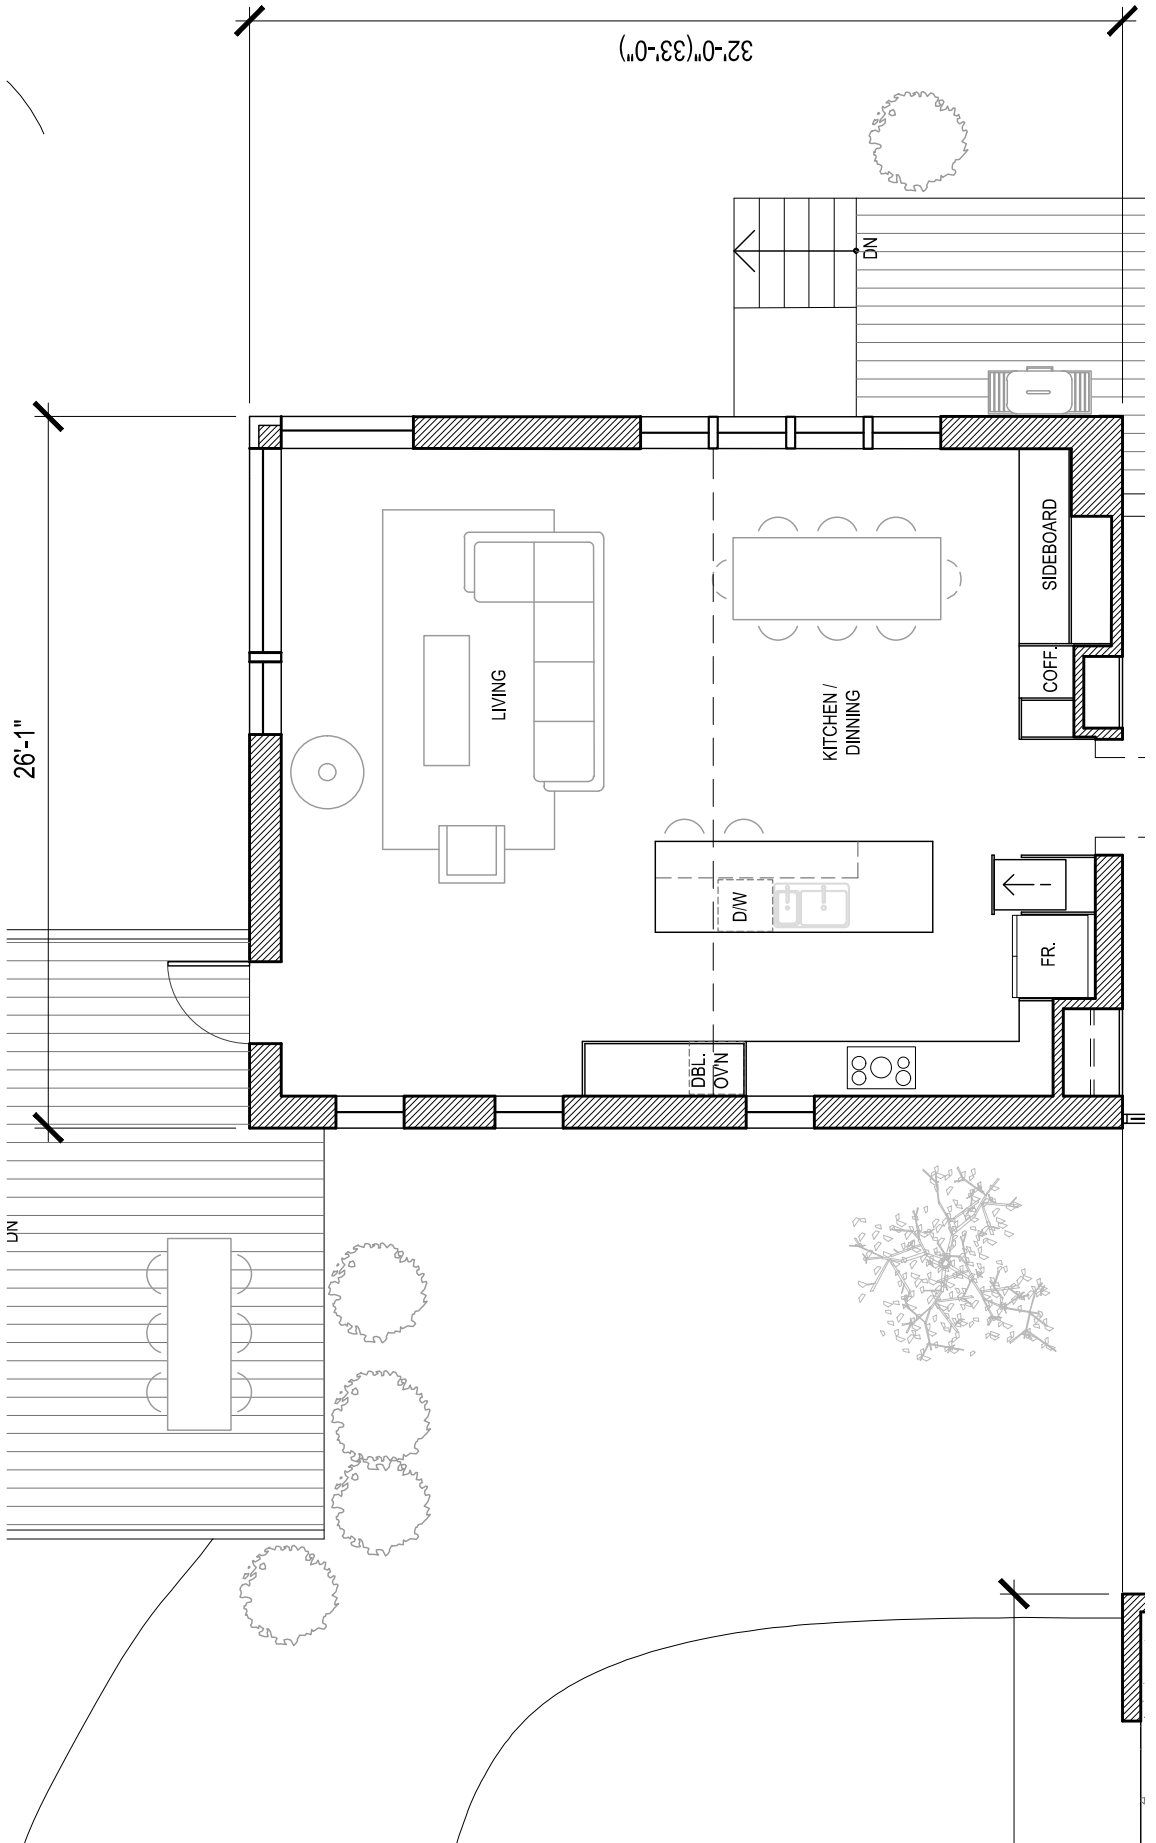 32'-0"(33'-0")
DN
26'-1"
SIDEBOARD
COFF.
LIVING
KITCHEN /
DINNING
D/W
FR.
DBL.
OV'N
DN